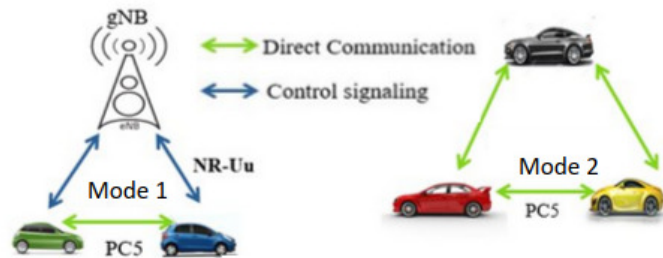 gNB
Direct Communication
Control signaling
eNB
NR-Uu
Mode 1
PC5
Mode 2
PC5